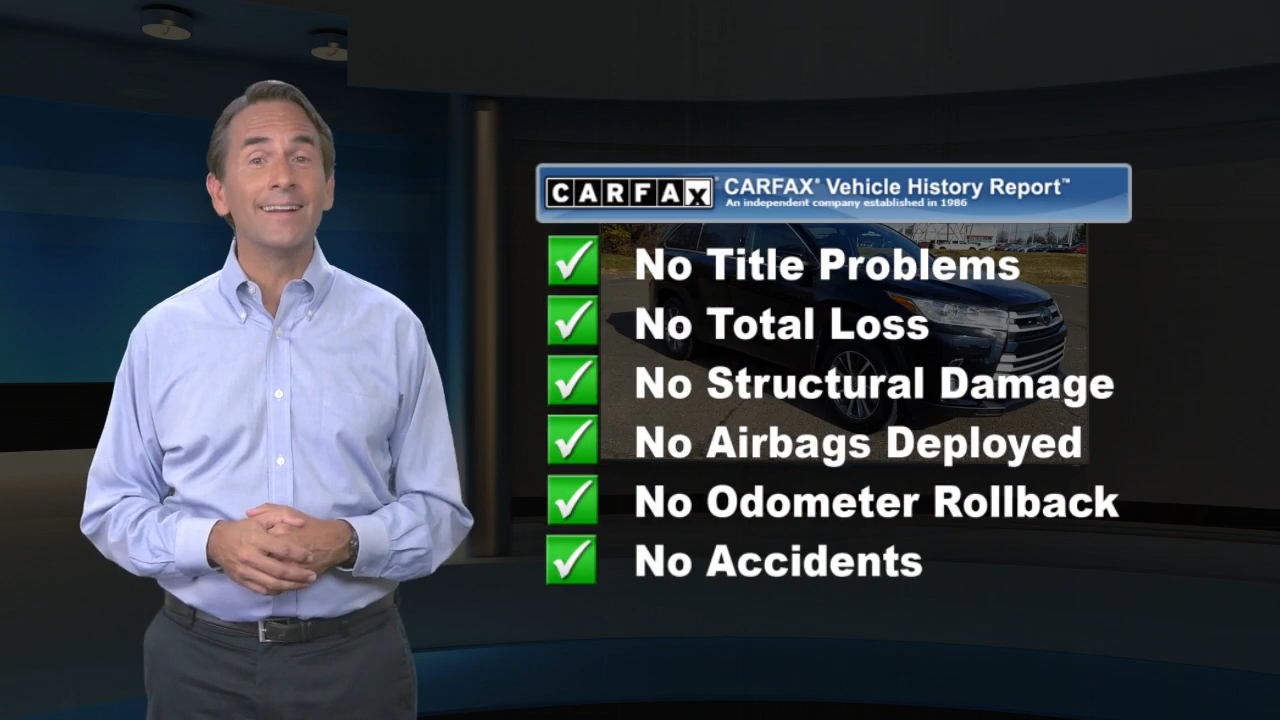 CARFAX® CARFAX® Vehicle History Report™
An independent company established in 1986
No Title Problems
No Total Loss
No Structural Damage
No Airbags Deployed
No Odometer Rollback
No Accidents